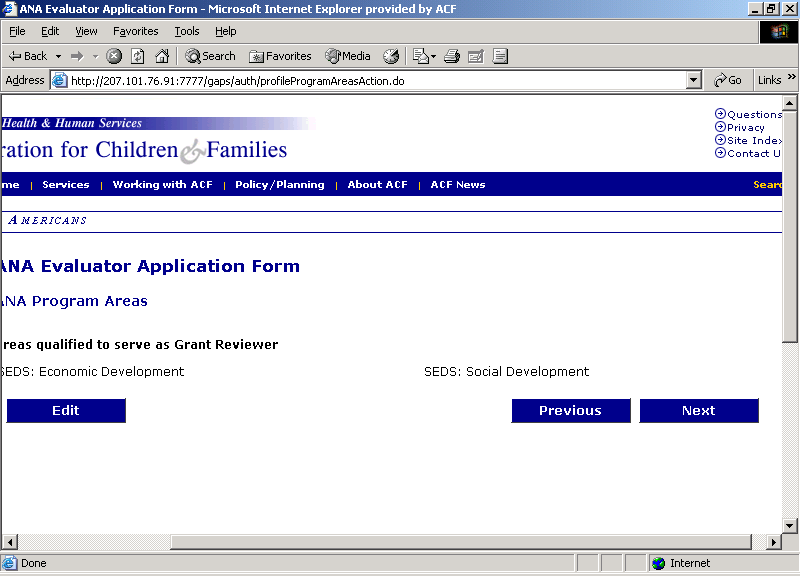 ANA Evaluator Application Form - Microsoft Internet Explorer provided by ACF
File Edit View Favorites Tools Help
Back Search Favorites Media
Address http://207.101.76.91:7777/gaps/auth/profileProgramAreasAction.do Go Links »
Health & Human Services
ration for Children & Families
Questions
Privacy
Site Index
Contact U
me | Services | Working with ACF | Policy/Planning | About ACF | ACF News Searc
AMERICANS
ANA Evaluator Application Form
ANA Program Areas
reas qualified to serve as Grant Reviewer
SEDS: Economic Development SEDS: Social Development
Edit Previous Next
Done Internet